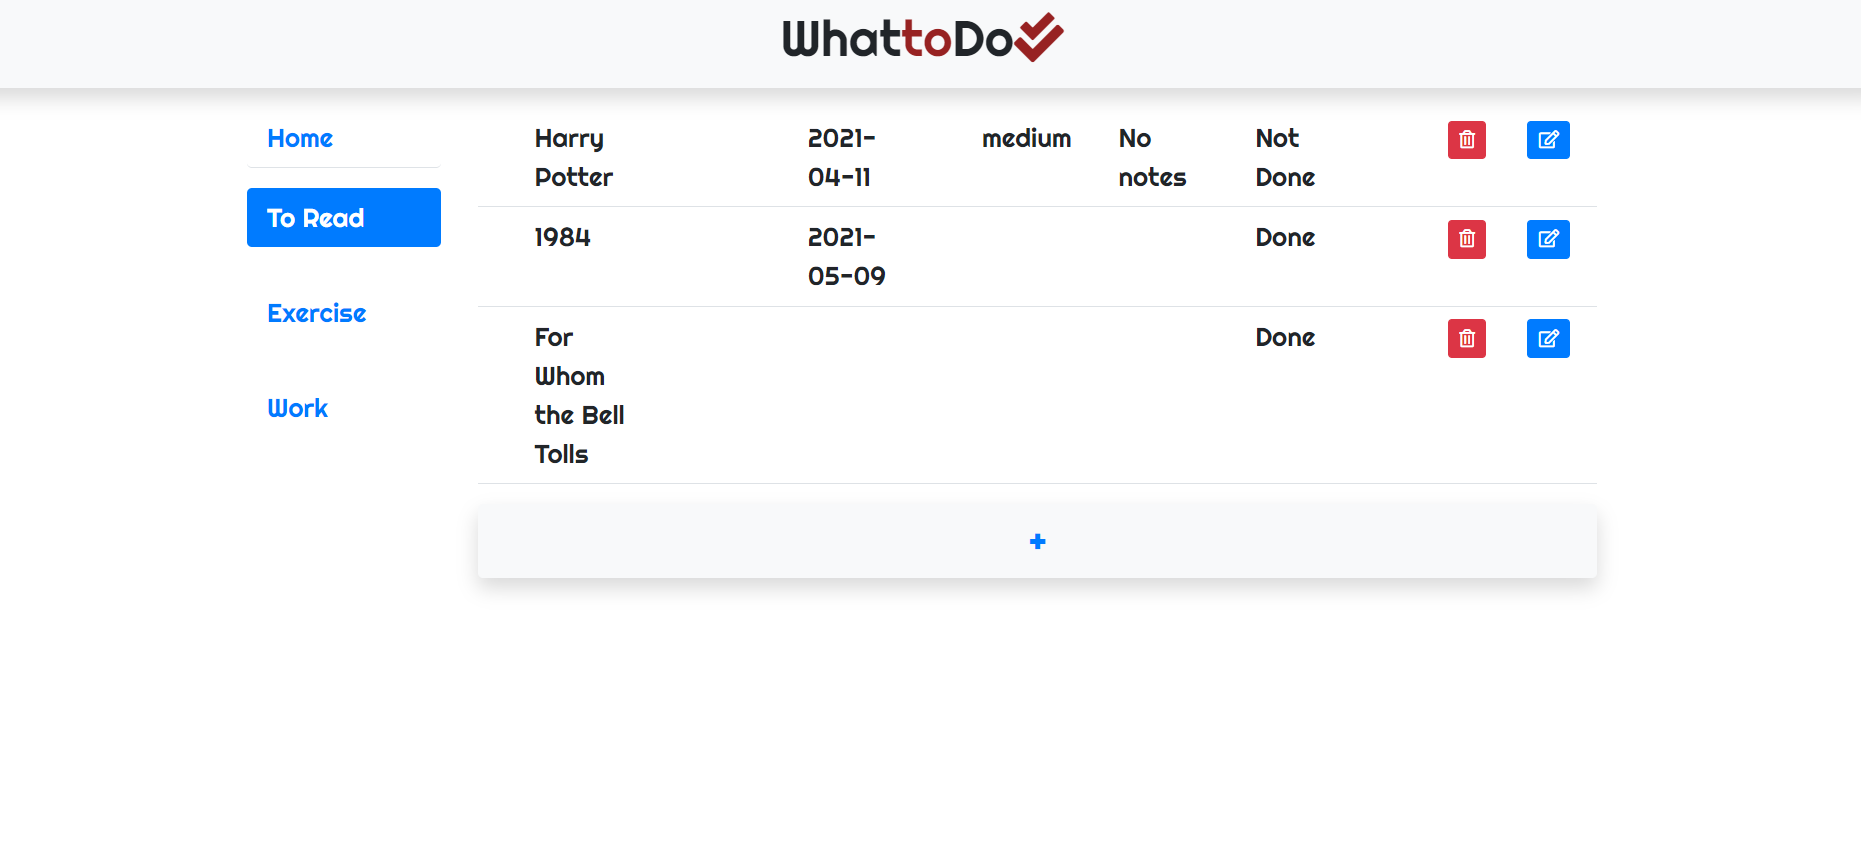 WhattoDo
Home
To Read
Exercise
Work
Harry Potter 2021-04-11 medium No notes Not Done
1984 2021-05-09 Done
For Whom the Bell Tolls Done
+